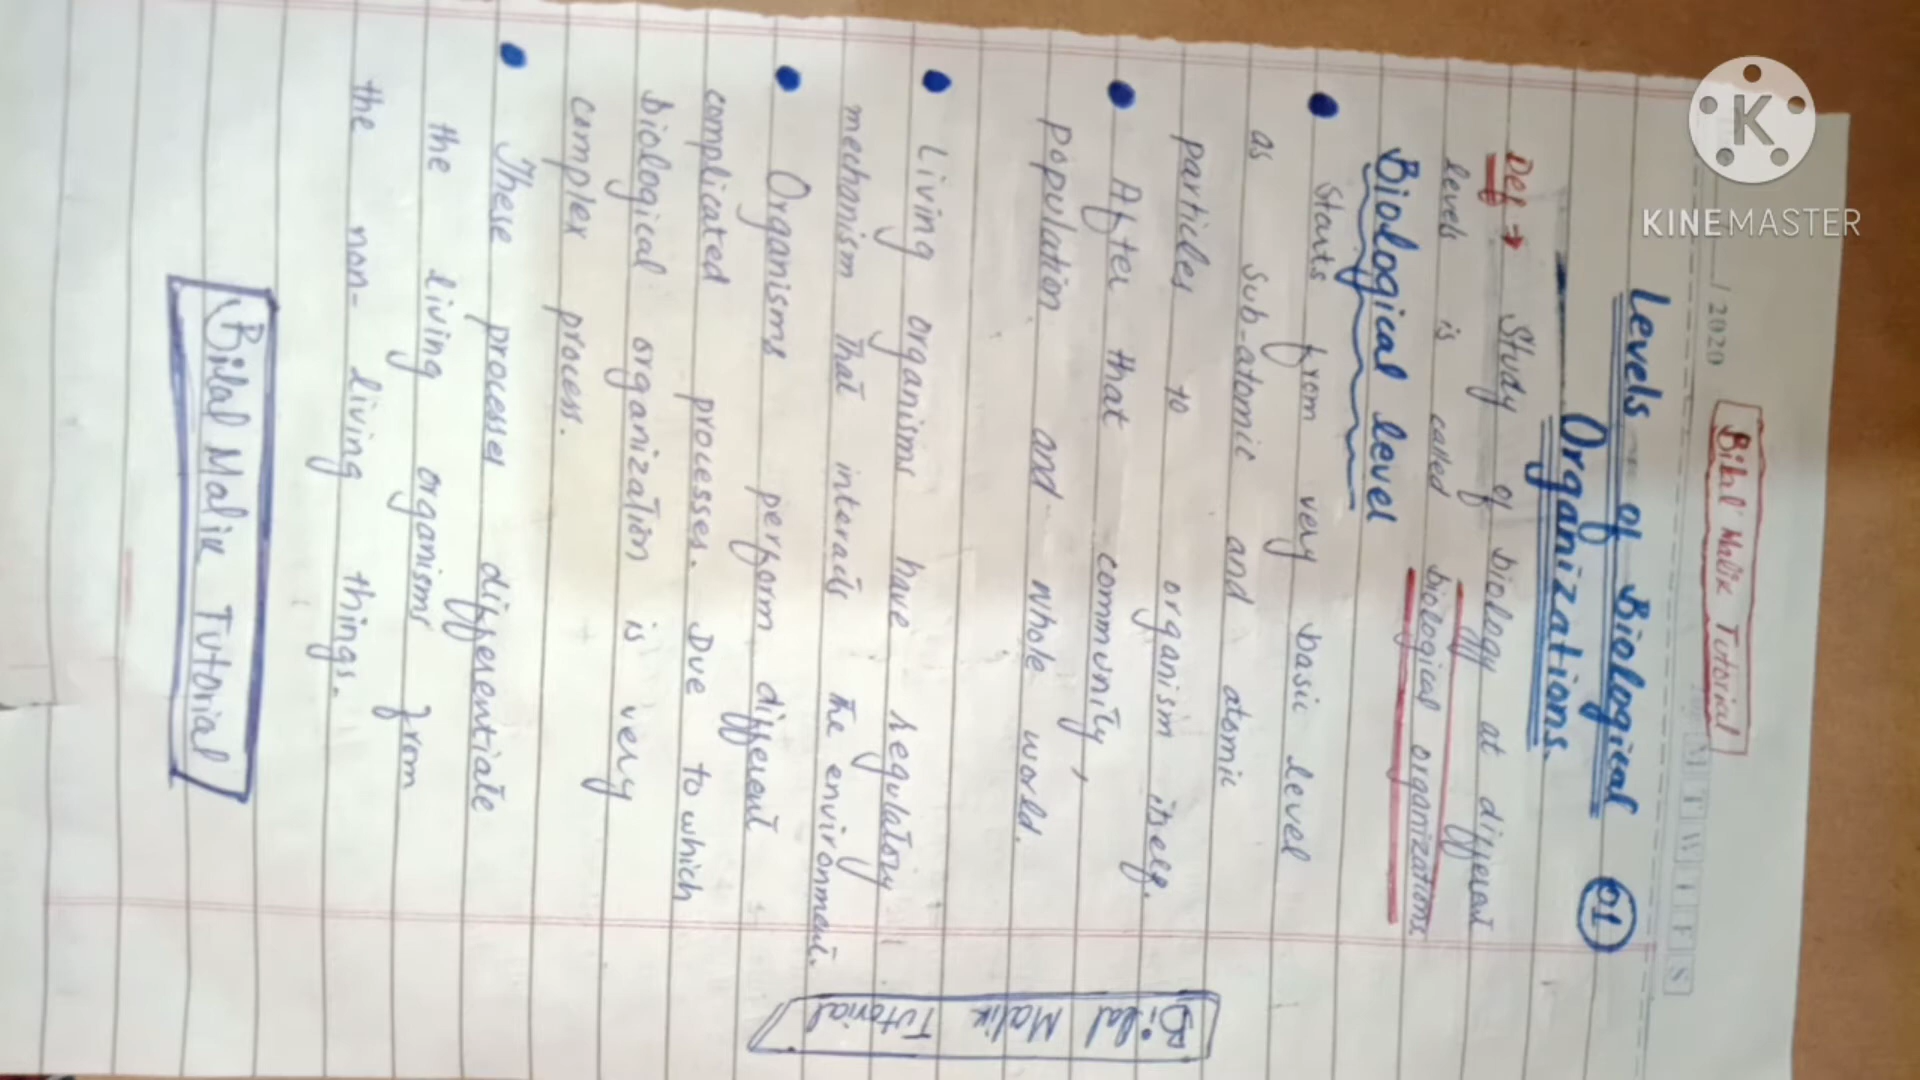 K
KINEMASTER
/ 2020
Bilal Malik Tutorial
M T W T F S
Levels of Biological
Organizations.
01
Def → Study of biology at different
levels is called biological organizations
Biological level
• Starts from very basic level
as Sub-atomic and atomic
particles to organism itself.
• After that community,
population and whole world.
• Living organisms have regulatory
mechanism that interacts the environment.
• Organisms perform different
complicated processes. Due to which
biological organization is very
complex process.
• These processes differentiate
the living organisms from
the non-living things.
Bilal Malik Tutorial
Bilal Malik Tutorial